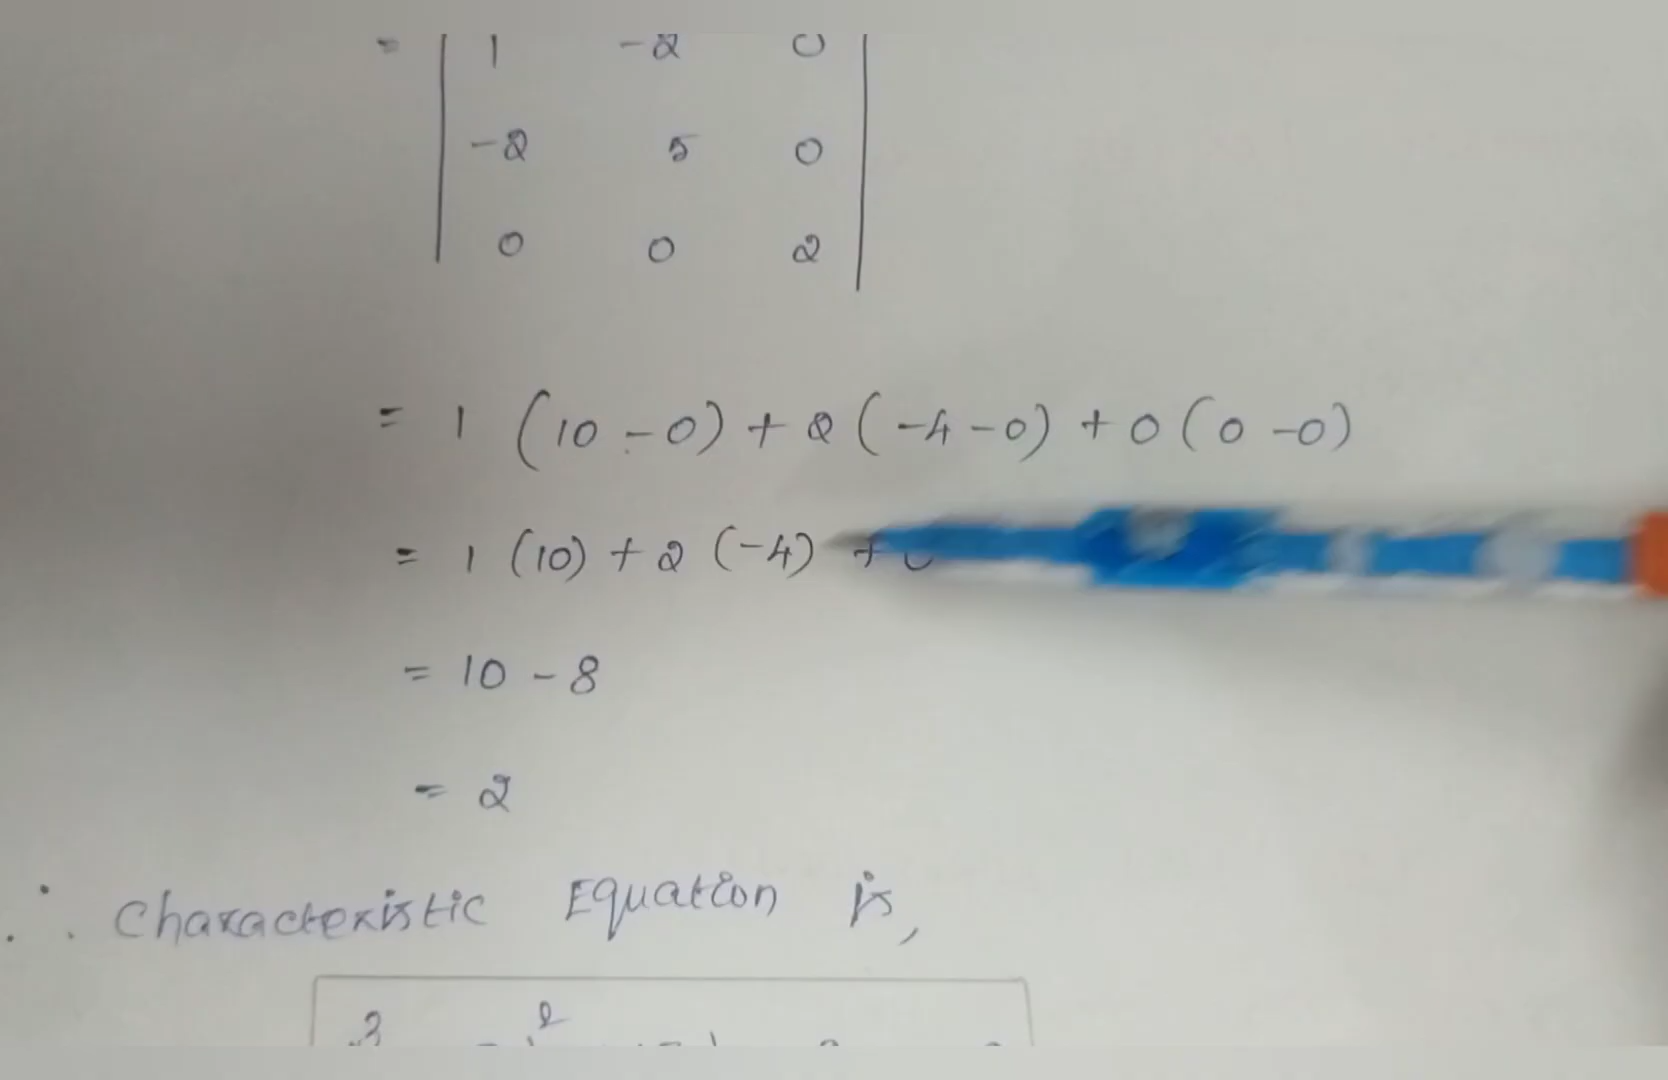 = | 1 -2 0 |
-2 5 0
0 0 2
= 1 (10 - 0) + 2 (-4 - 0) + 0 (0 - 0)
= 1 (10) + 2 (-4) + 0
= 10 - 8
= 2
∴ Characteristic Equation is,